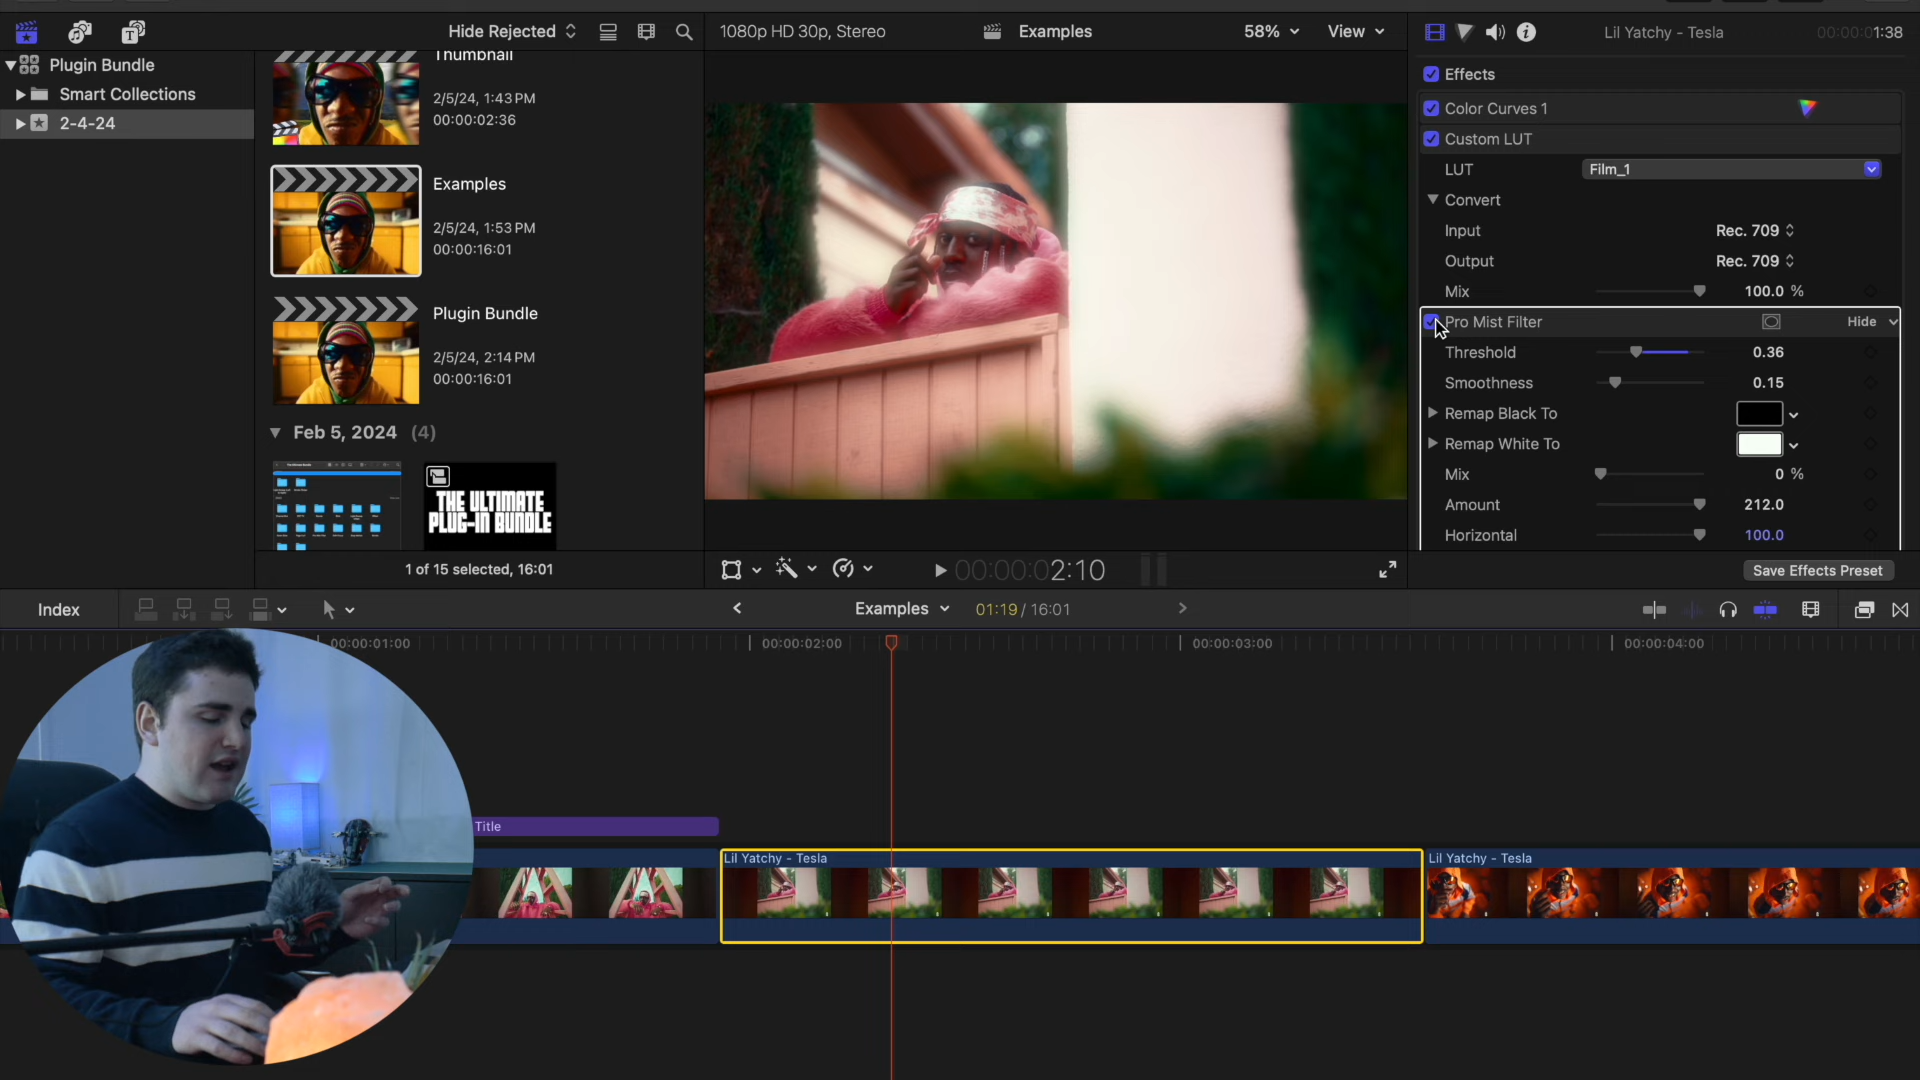 Hide Rejected
1080p HD 30p, Stereo
Examples
58%
View
Lil Yatchy - Tesla
00:00:01:38
Plugin Bundle
Smart Collections
2-4-24
Thumbnail
2/5/24, 1:43 PM
00:00:02:36
Examples
2/5/24, 1:53 PM
00:00:16:01
Plugin Bundle
2/5/24, 2:14 PM
00:00:16:01
Feb 5, 2024 (4)
THE ULTIMATE
PLUG-IN BUNDLE
1 of 15 selected, 16:01
Effects
Color Curves 1
Custom LUT
LUT Film_1
Convert
Input Rec. 709
Output Rec. 709
Mix 100.0 %
Pro Mist Filter Hide
Threshold 0.36
Smoothness 0.15
Remap Black To
Remap White To
Mix 0 %
Amount 212.0
Horizontal 100.0
00:00:02:10
Save Effects Preset
Index
Examples
01:19 / 16:01
00:00:01:00
00:00:02:00
00:00:03:00
00:00:04:00
Title
Lil Yatchy - Tesla
Lil Yatchy - Tesla